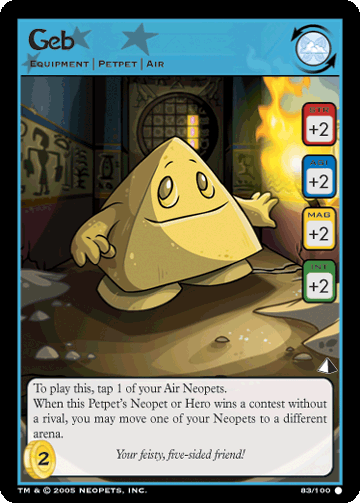 Geb
Equipment | Petpet | Air
STR
+2
AGI
+2
MAG
+2
INT
+2
To play this, tap 1 of your Air Neopets.
When this Petpet's Neopet or Hero wins a contest without
a rival, you may move one of your Neopets to a different
arena.
Your feisty, five-sided friend!
2
TM & © 2005 NEOPETS, INC.
83/100